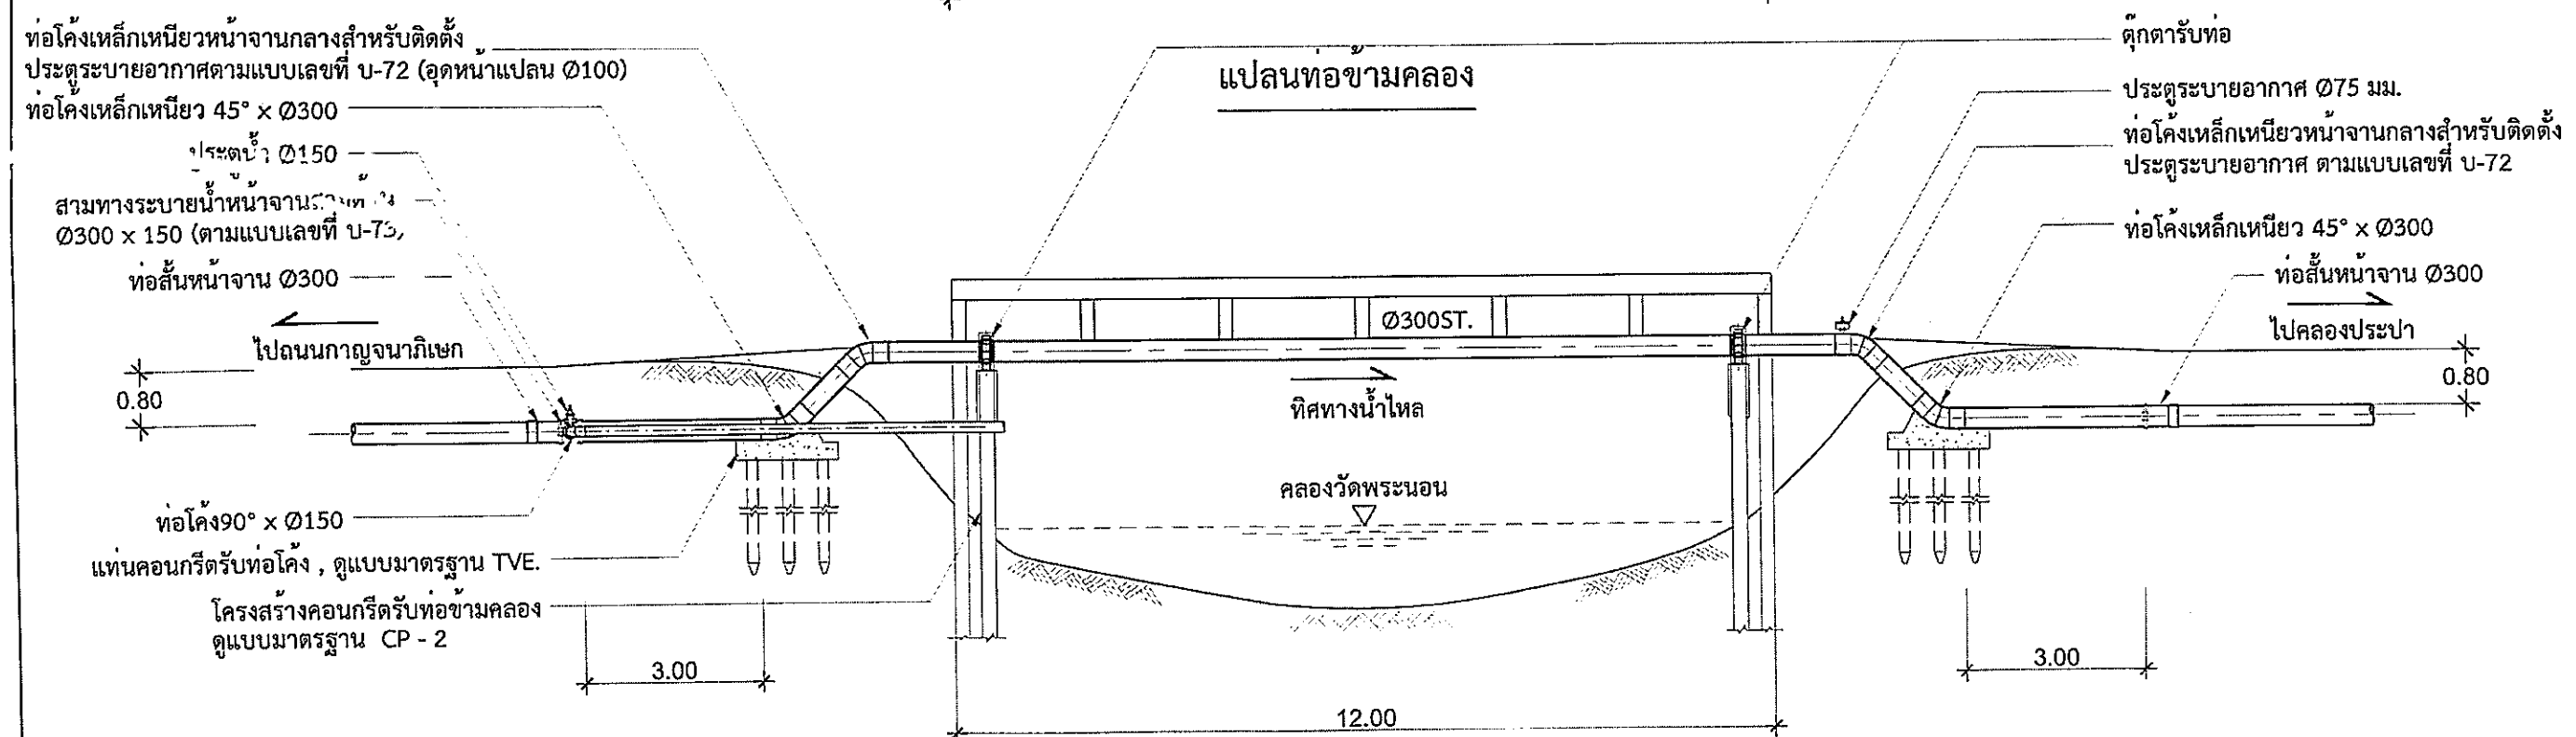 ท่อโค้งเหล็กเหนียวหน้าจานกลางสำหรับติดตั้ง
ประตูระบายอากาศตามแบบเลขที่ บ-72 (อุดหน้าแปลน Ø100)
ท่อโค้งเหล็กเหนียว 45° x Ø300
ประตูน้ำ Ø150
สามทางระบายน้ำหน้าจาน
Ø300 x 150 (ตามแบบเลขที่ บ-73)
ท่อสั้นหน้าจาน Ø300
ไปถนนกาญจนาภิเษก
0.80
ท่อโค้ง90° x Ø150
แท่นคอนกรีตรับท่อโค้ง , ดูแบบมาตรฐาน TVE.
โครงสร้างคอนกรีตรับท่อข้ามคลอง
ดูแบบมาตรฐาน CP - 2
3.00
แปลนท่อข้ามคลอง
Ø300ST.
ทิศทางน้ำไหล
คลองวัดพระนอน
12.00
ตุ๊กตารับท่อ
ประตูระบายอากาศ Ø75 มม.
ท่อโค้งเหล็กเหนียวหน้าจานกลางสำหรับติดตั้ง
ประตูระบายอากาศ ตามแบบเลขที่ บ-72
ท่อโค้งเหล็กเหนียว 45° x Ø300
ท่อสั้นหน้าจาน Ø300
ไปคลองประปา
0.80
3.00